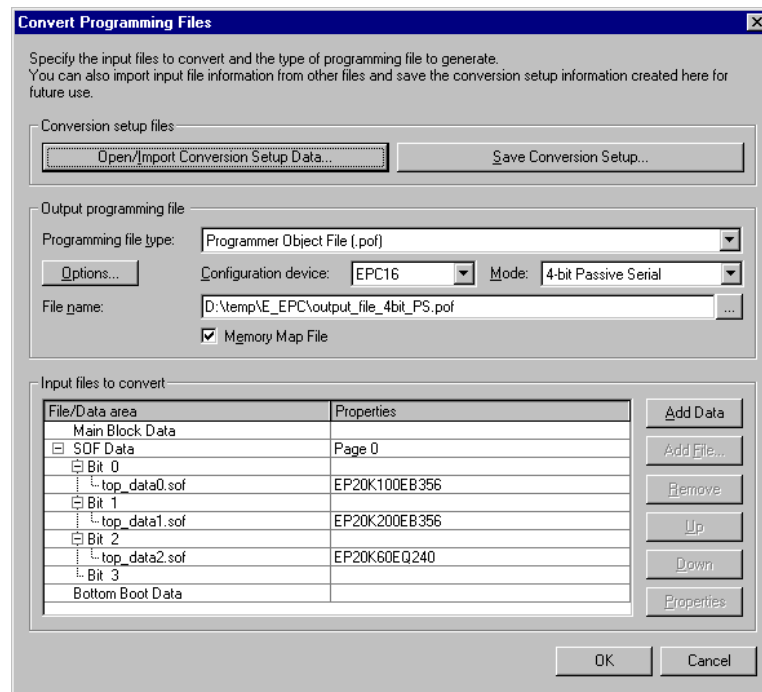 Convert Programming Files
Specify the input files to convert and the type of programming file to generate.
You can also import input file information from other files and save the conversion setup information created here for
future use.
Conversion setup files
Open/Import Conversion Setup Data...
Save Conversion Setup...
Output programming file
Programming file type: Programmer Object File (.pof)
Options... Configuration device: EPC16 Mode: 4-bit Passive Serial
File name: D:\temp\E_EPC\output_file_4bit_PS.pof ...
Memory Map File
Input files to convert
File/Data area Properties Add Data
Main Block Data
SOF Data Page 0 Add File...
Bit 0
top_data0.sof EP20K100EB356 Remove
Bit 1
top_data1.sof EP20K200EB356 Up
Bit 2
top_data2.sof EP20K60EQ240 Down
Bit 3
Bottom Boot Data Properties
OK Cancel